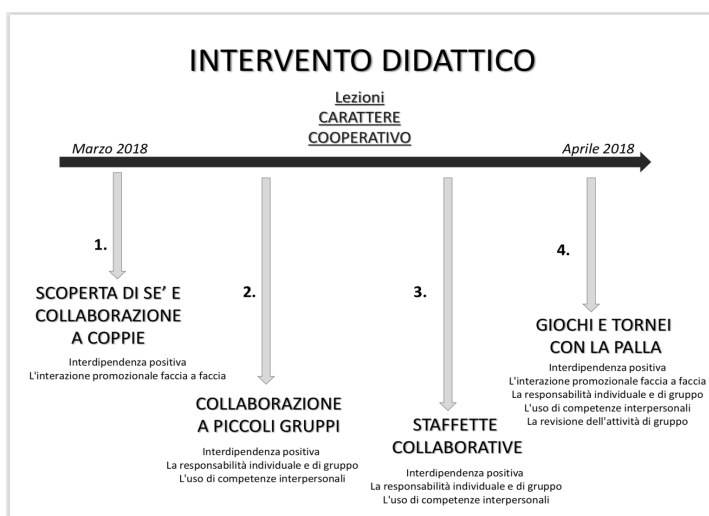 INTERVENTO DIDATTICO
Lezioni
CARATTERE
COOPERATIVO
Marzo 2018
Aprile 2018
1.
SCOPERTA DI SE' E
COLLABORAZIONE
A COPPIE
Interdipendenza positiva
L'interazione promozionale faccia a faccia
2.
COLLABORAZIONE
A PICCOLI GRUPPI
Interdipendenza positiva
La responsabilità individuale e di gruppo
L'uso di competenze interpersonali
3.
STAFFETTE
COLLABORATIVE
Interdipendenza positiva
La responsabilità individuale e di gruppo
L'uso di competenze interpersonali
4.
GIOCHI E TORNEI
CON LA PALLA
Interdipendenza positiva
L'interazione promozionale faccia a faccia
La responsabilità individuale e di gruppo
L'uso di competenze interpersonali
La revisione dell'attività di gruppo